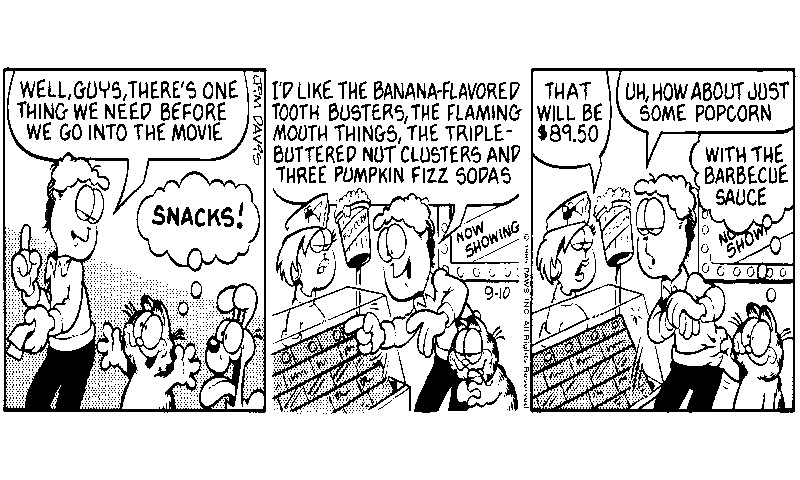 WELL, GUYS, THERE'S ONE
THING WE NEED BEFORE
WE GO INTO THE MOVIE
JIM DAVIS
SNACKS!
I'D LIKE THE BANANA-FLAVORED
TOOTH BUSTERS, THE FLAMING
MOUTH THINGS, THE TRIPLE-
BUTTERED NUT CLUSTERS AND
THREE PUMPKIN FIZZ SODAS
NOW
SHOWING
9-10
THAT
WILL BE
$89.50
UH, HOW ABOUT JUST
SOME POPCORN
WITH THE
BARBECUE
SAUCE
SHOW